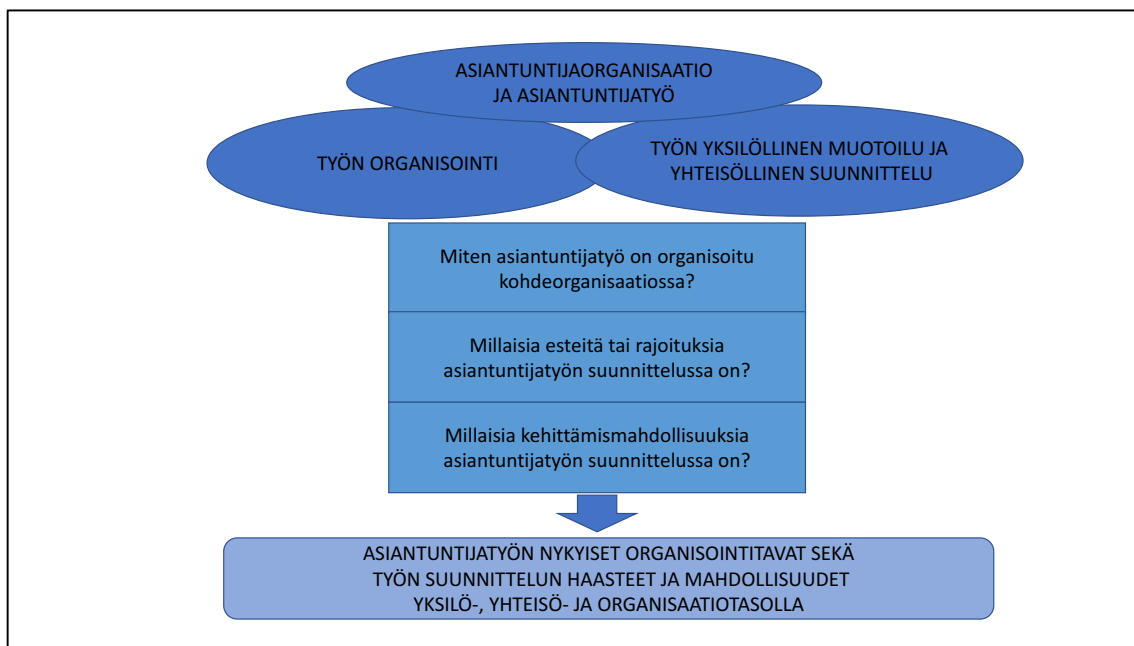 ASIANTUNTIJAORGANISAATIO
JA ASIANTUNTIJATYÖ
TYÖN ORGANISOINTI
TYÖN YKSILÖLLINEN MUOTOILU JA
YHTEISÖLLINEN SUUNNITTELU
Miten asiantuntijatyö on organisoitu
kohdeorganisaatiossa?
Millaisia esteitä tai rajoituksia
asiantuntijatyön suunnittelussa on?
Millaisia kehittämismahdollisuuksia
asiantuntijatyön suunnittelussa on?
ASIANTUNTIJATYÖN NYKYISET ORGANISOINTITAVAT SEKÄ
TYÖN SUUNNITTELUN HAASTEET JA MAHDOLLISUUDET
YKSILÖ-, YHTEISÖ- JA ORGANISAATIOTASOLLA